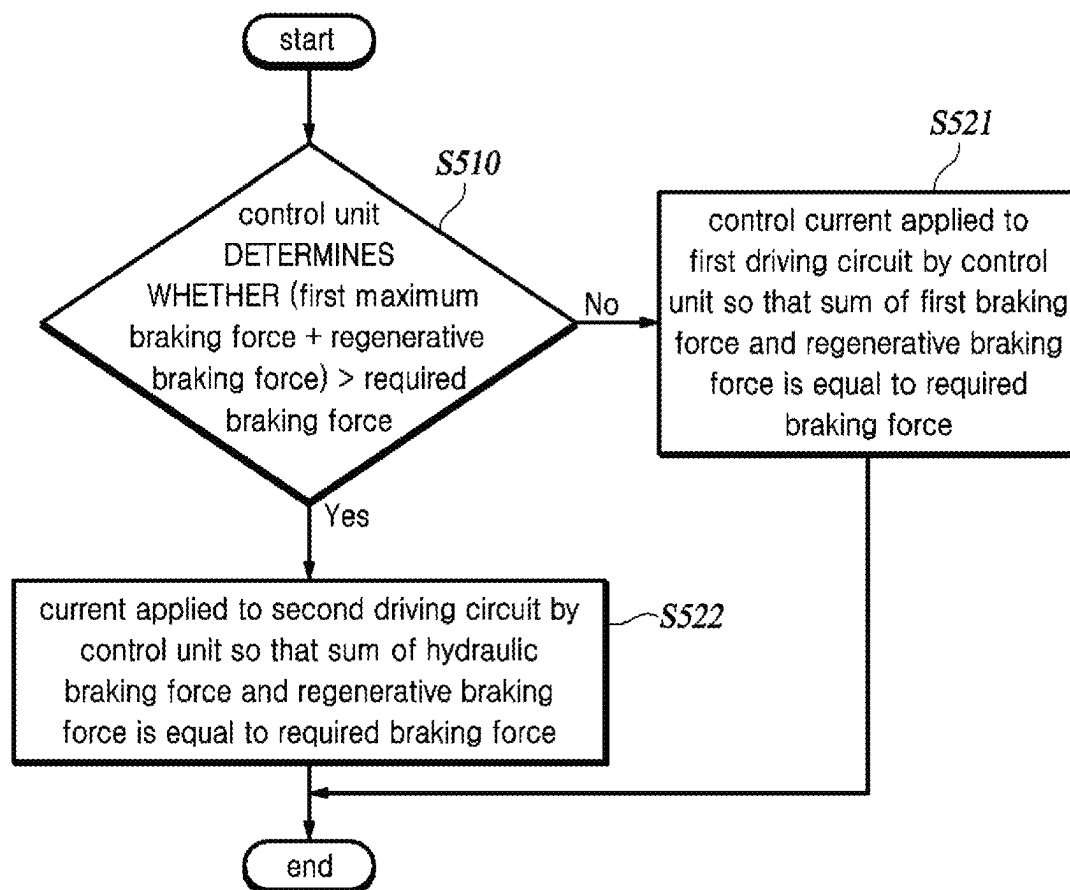 start
S510
control unit
DETERMINES
WHETHER (first maximum
braking force + regenerative
braking force) > required
braking force
No
Yes
S521
control current applied to
first driving circuit by control
unit so that sum of first braking
force and regenerative braking
force is equal to required
braking force
current applied to second driving circuit by
control unit so that sum of hydraulic
braking force and regenerative braking
force is equal to required braking force
S522
end